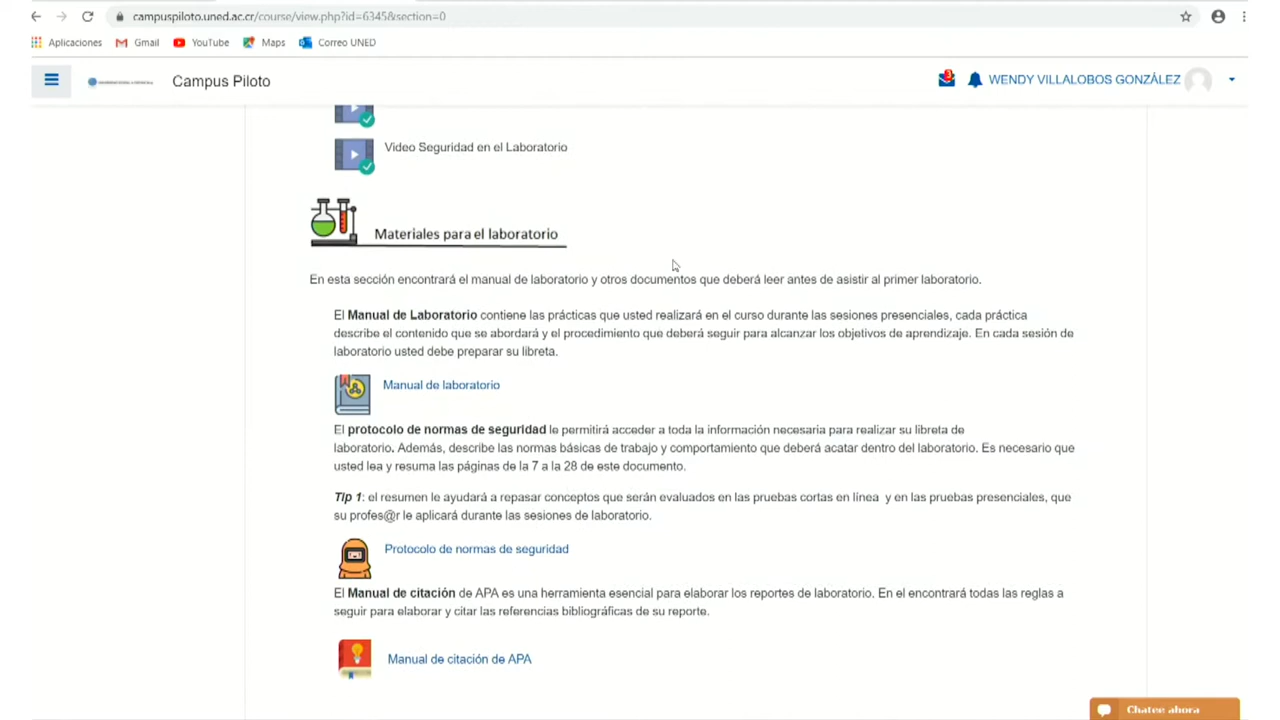 campuspiloto.uned.ac.cr/course/view.php?id=6345&section=0
Aplicaciones Gmail YouTube Maps Correo UNED
Campus Piloto 3 WENDY VILLALOBOS GONZÁLEZ
Video Seguridad en el Laboratorio
Materiales para el laboratorio
En esta sección encontrará el manual de laboratorio y otros documentos que deberá leer antes de asistir al primer laboratorio.
El Manual de Laboratorio contiene las prácticas que usted realizará en el curso durante las sesiones presenciales, cada práctica
describe el contenido que se abordará y el procedimiento que deberá seguir para alcanzar los objetivos de aprendizaje. En cada sesión de
laboratorio usted debe preparar su libreta.
Manual de laboratorio
El protocolo de normas de seguridad le permitirá acceder a toda la información necesaria para realizar su libreta de
laboratorio. Además, describe las normas básicas de trabajo y comportamiento que deberá acatar dentro del laboratorio. Es necesario que
usted lea y resuma las páginas de la 7 a la 28 de este documento.
Tip 1: el resumen le ayudará a repasar conceptos que serán evaluados en las pruebas cortas en línea y en las pruebas presenciales, que
su profes@r le aplicará durante las sesiones de laboratorio.
Protocolo de normas de seguridad
El Manual de citación de APA es una herramienta esencial para elaborar los reportes de laboratorio. En el encontrará todas las reglas a
seguir para elaborar y citar las referencias bibliográficas de su reporte.
Manual de citación de APA
Chatee ahora